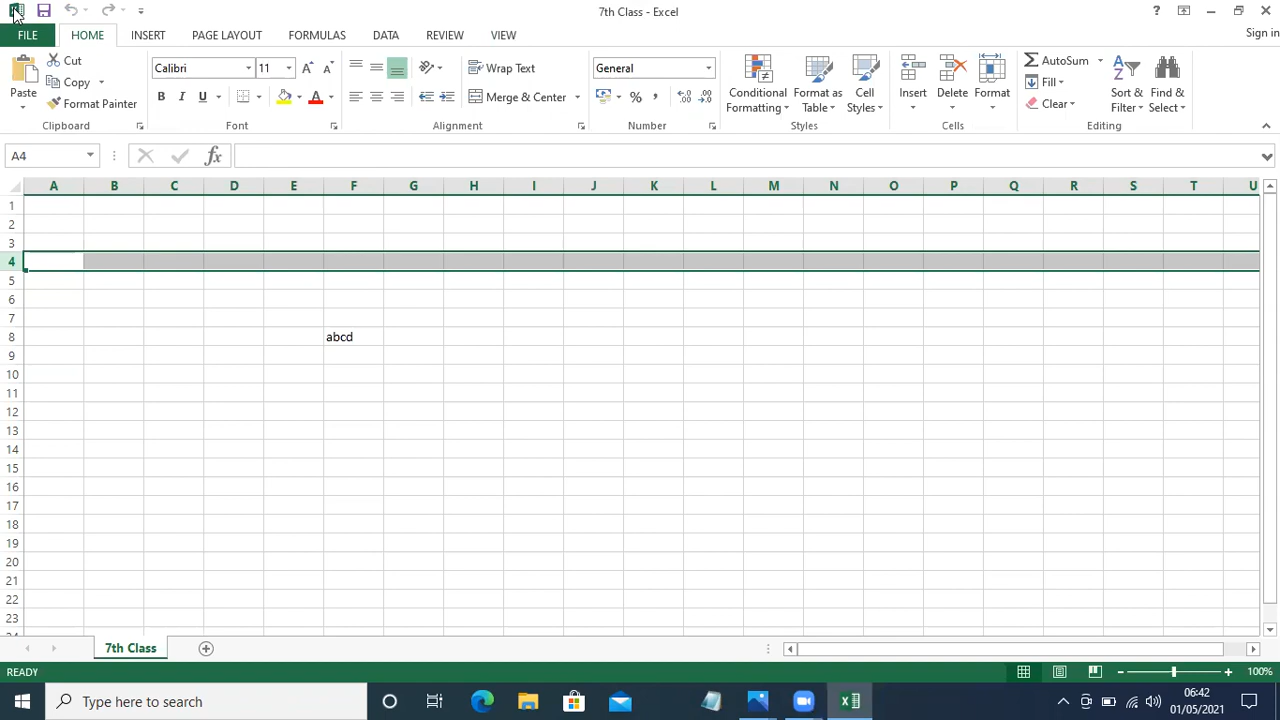 7th Class - Excel
Sign in
FILE HOME INSERT PAGE LAYOUT FORMULAS DATA REVIEW VIEW
Paste
Cut
Copy
Format Painter
Clipboard
Calibri 11
B I U A
Font
Wrap Text
Merge & Center
Alignment
General
%
Number
Conditional Formatting
Format as Table
Cell Styles
Styles
Insert Delete Format
Cells
AutoSum
Fill
Clear
Sort & Filter
Find & Select
Editing
A4 fx
A B C D E F G H I J K L M N O P Q R S T U
1
2
3
4
5
6
7
8 abcd
9
10
11
12
13
14
15
16
17
18
19
20
21
22
23
24
7th Class
READY 100%
Type here to search
06:42
01/05/2021